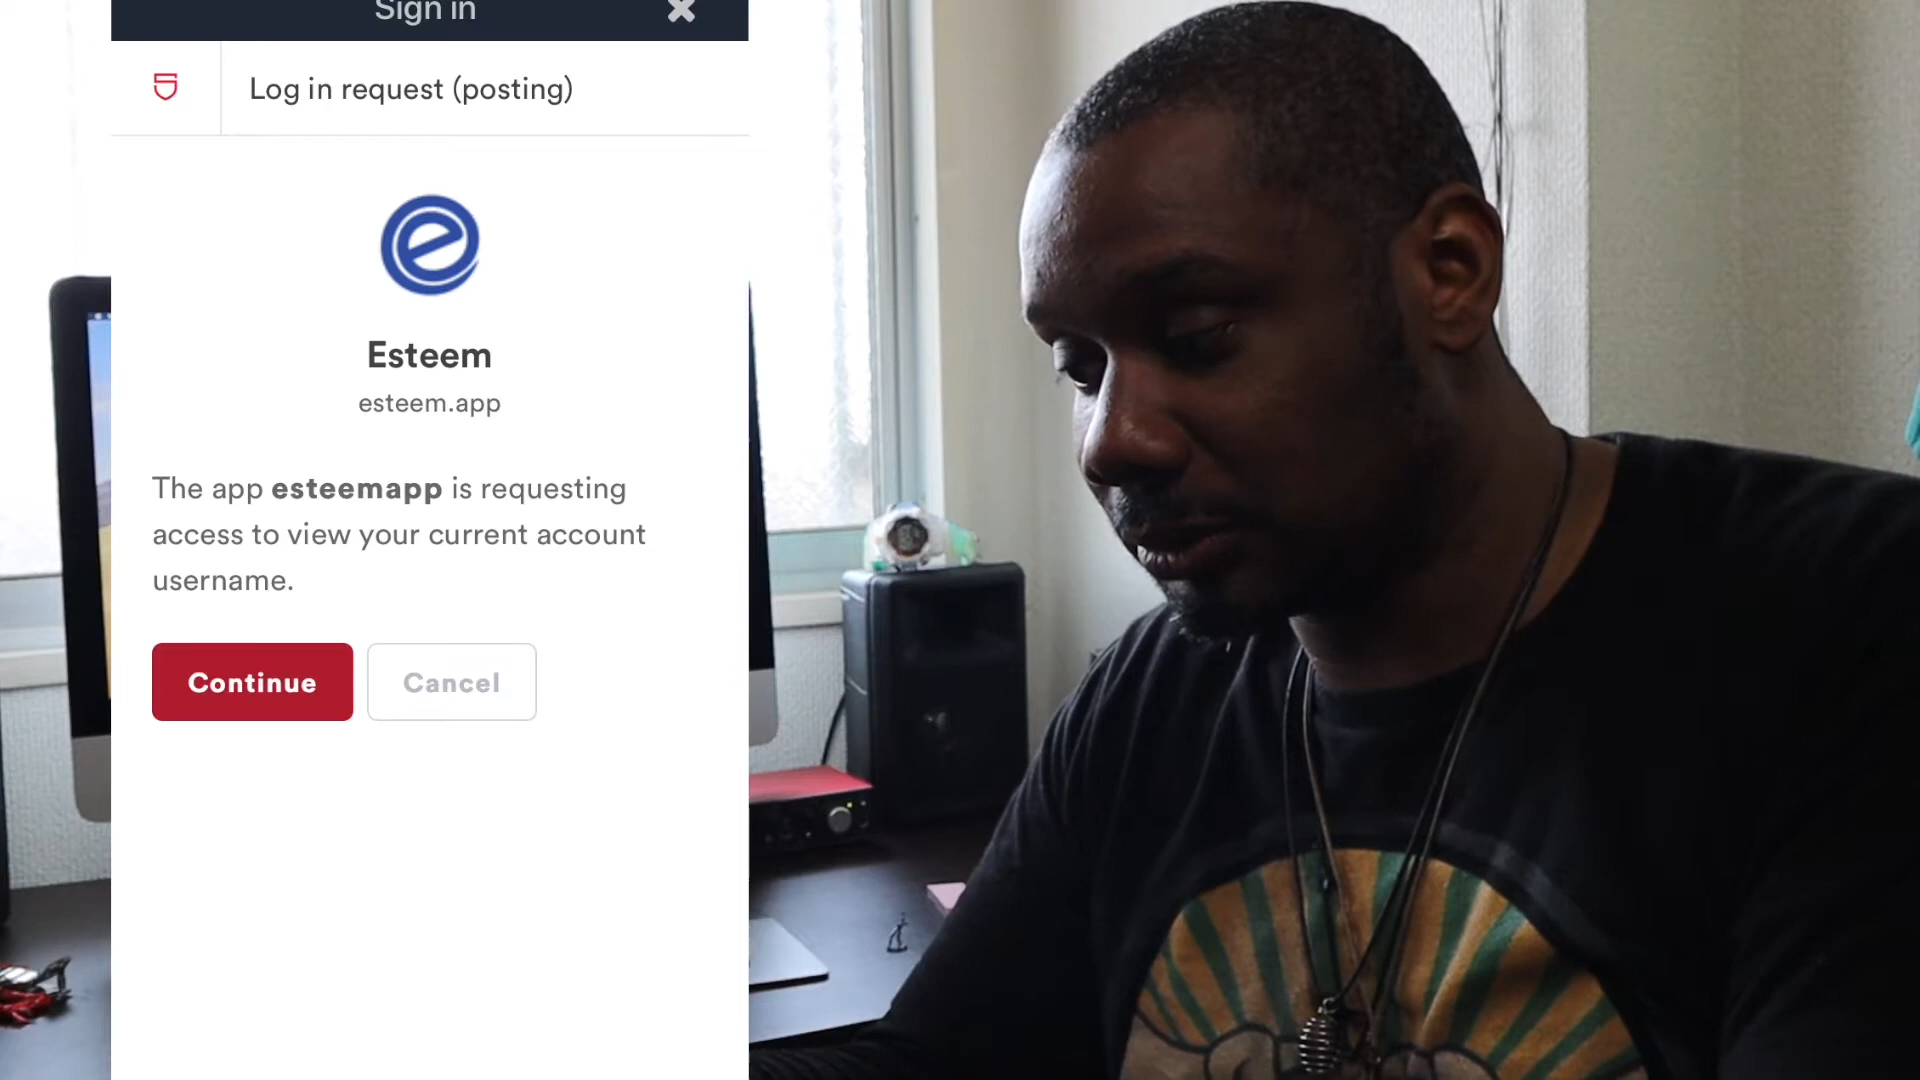 Sign in
Log in request (posting)
Esteem
esteem.app
The app esteemapp is requesting
access to view your current account
username.
Continue
Cancel